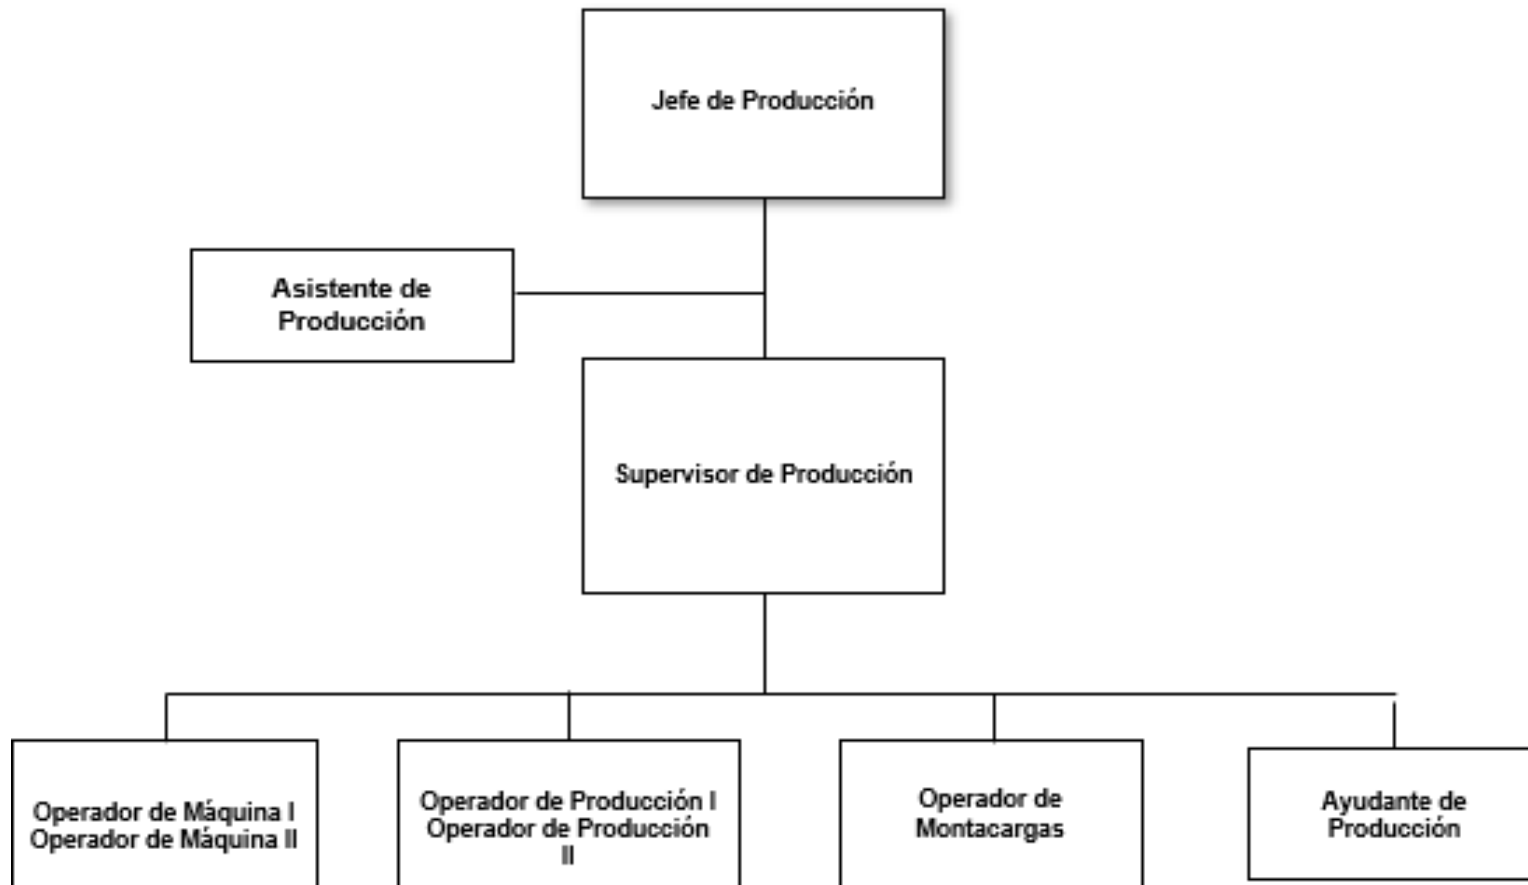 Jefe de Producción
Asistente de
Producción
Supervisor de Producción
Operador de Máquina I
Operador de Máquina II
Operador de Producción I
Operador de Producción
II
Operador de
Montacargas
Ayudante de
Producción